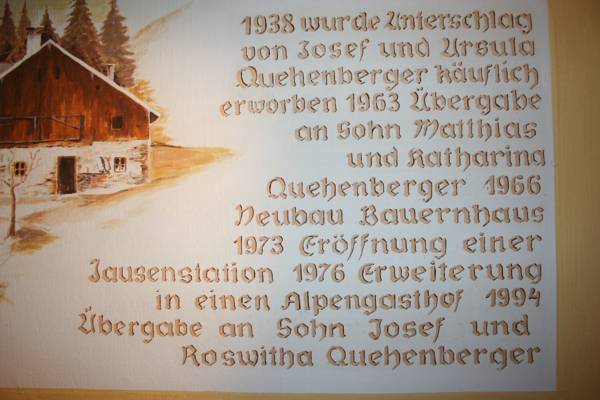 1938 wurde Unterschlag
von Josef und Ursula
Quehenberger käuflich
erworben 1963 Übergabe
an Sohn Matthias
und Katharina
Quehenberger 1966
Neubau Bauernhaus
1973 Eröffnung einer
Jausenstation 1976 Erweiterung
in einen Alpengasthof 1994
Übergabe an Sohn Josef und
Roswitha Quehenberger